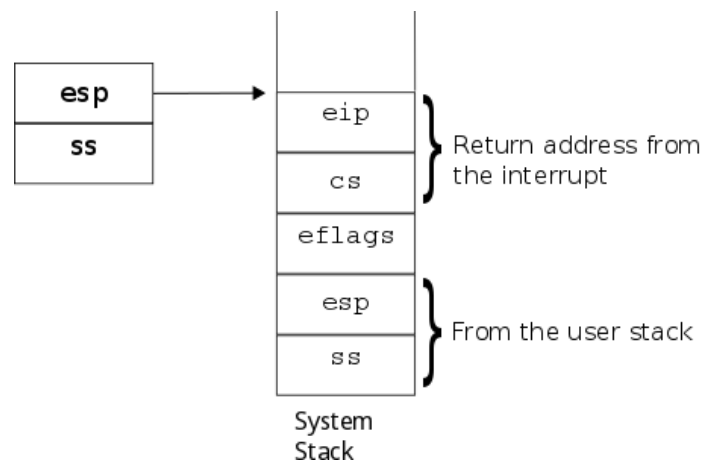 esp
ss
eip
cs
eflags
esp
ss
Return address from
the interrupt
From the user stack
System
Stack